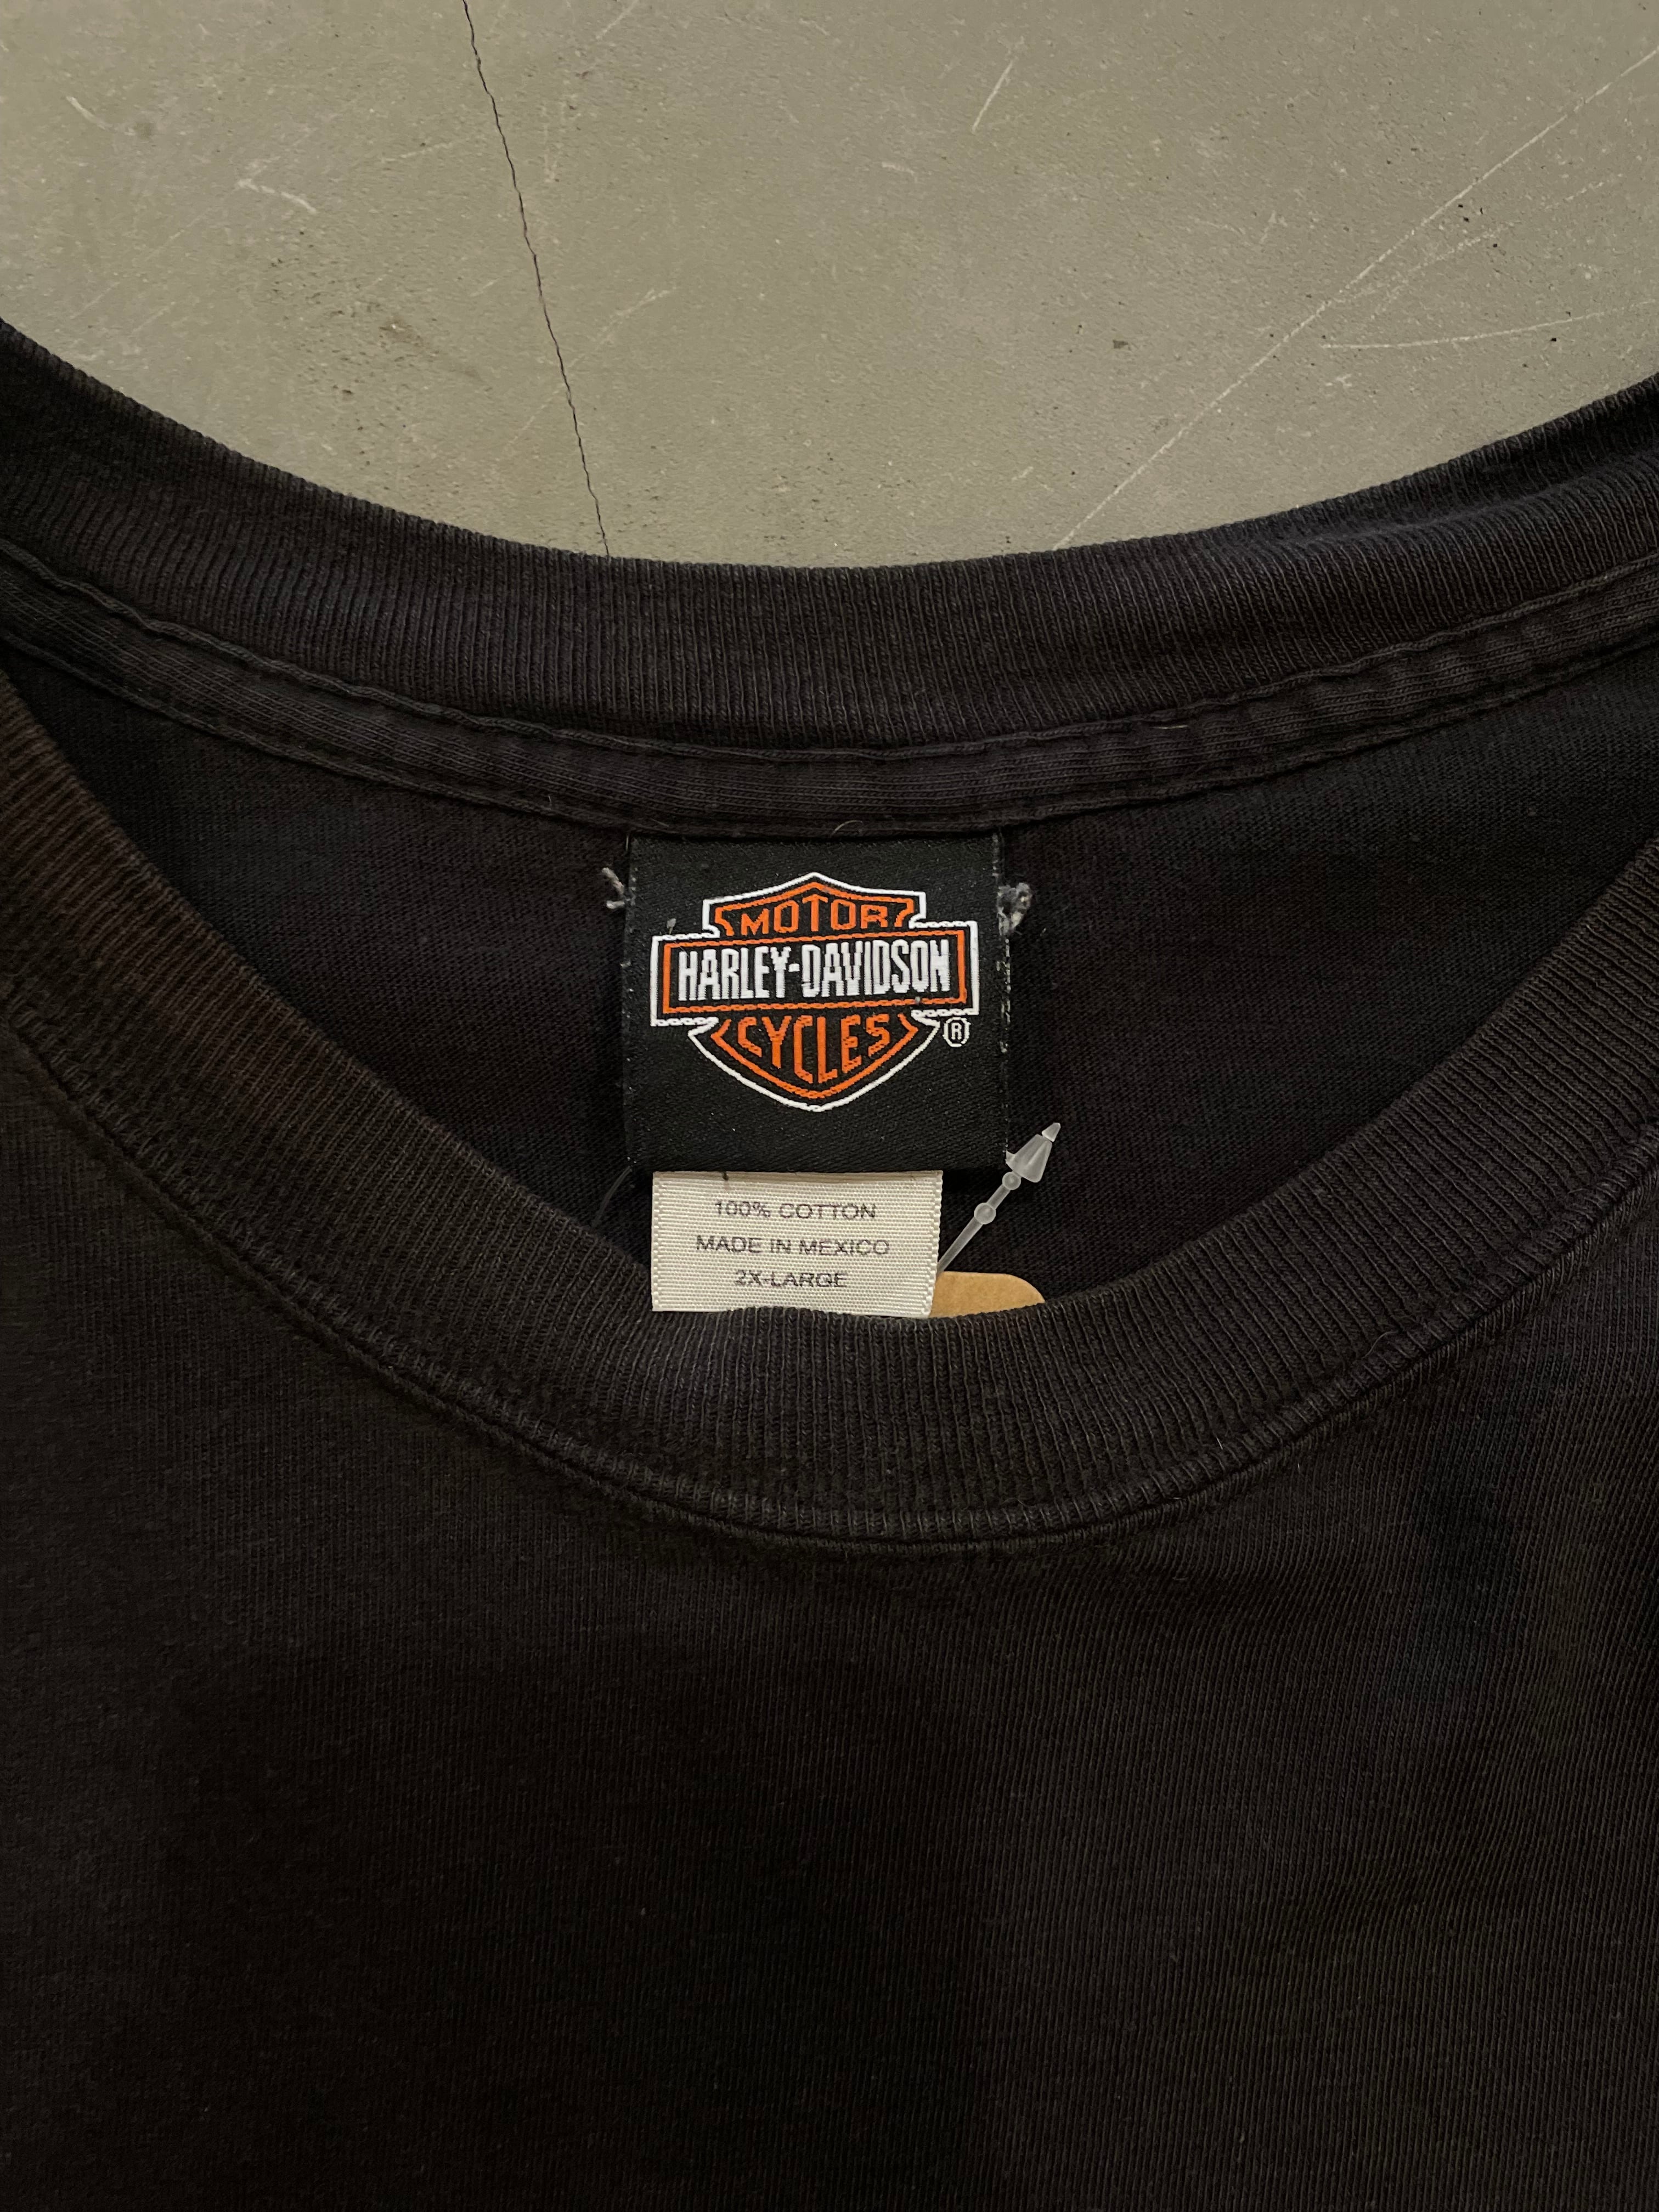 MOTOR
HARLEY-DAVIDSON
CYCLES
®
100% COTTON
MADE IN MEXICO
2X-LARGE